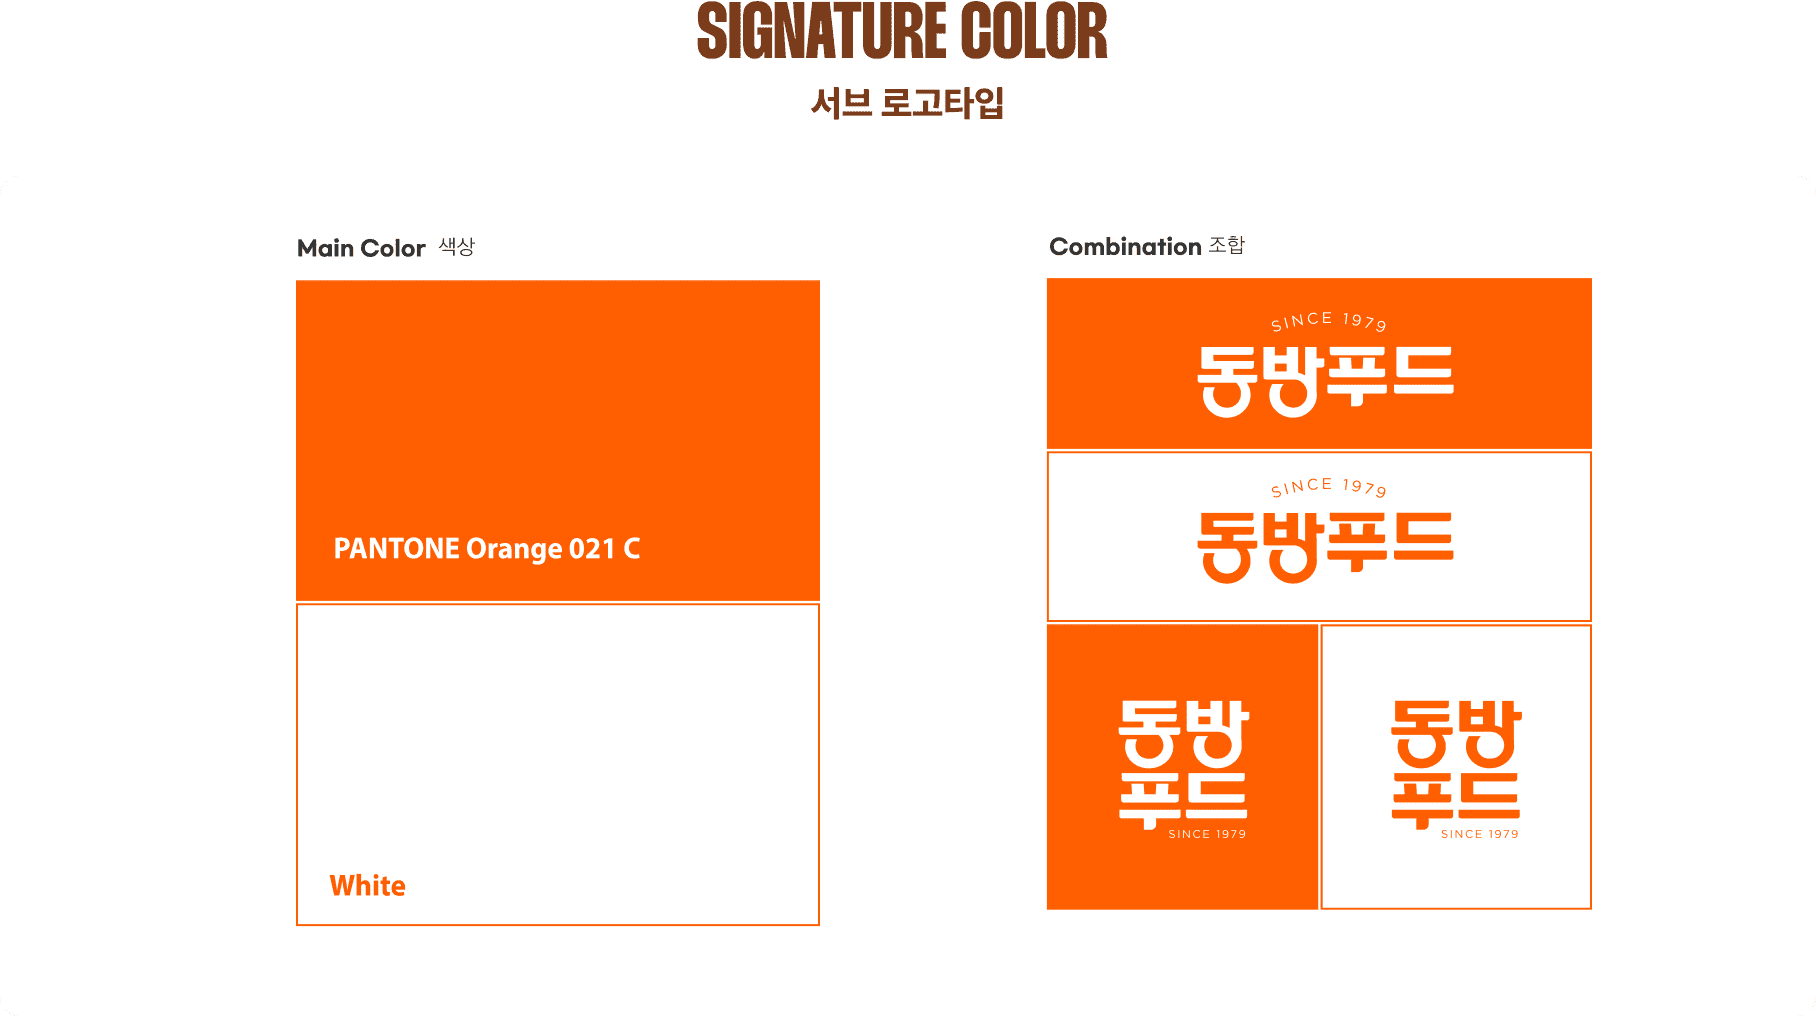 SIGNATURE COLOR
서브 로고타입
Main Color 색상
PANTONE Orange 021 C
White
Combination 조합
SINCE 1979
동방푸드
SINCE 1979
동방푸드
동방
푸드
SINCE 1979
동방
푸드
SINCE 1979